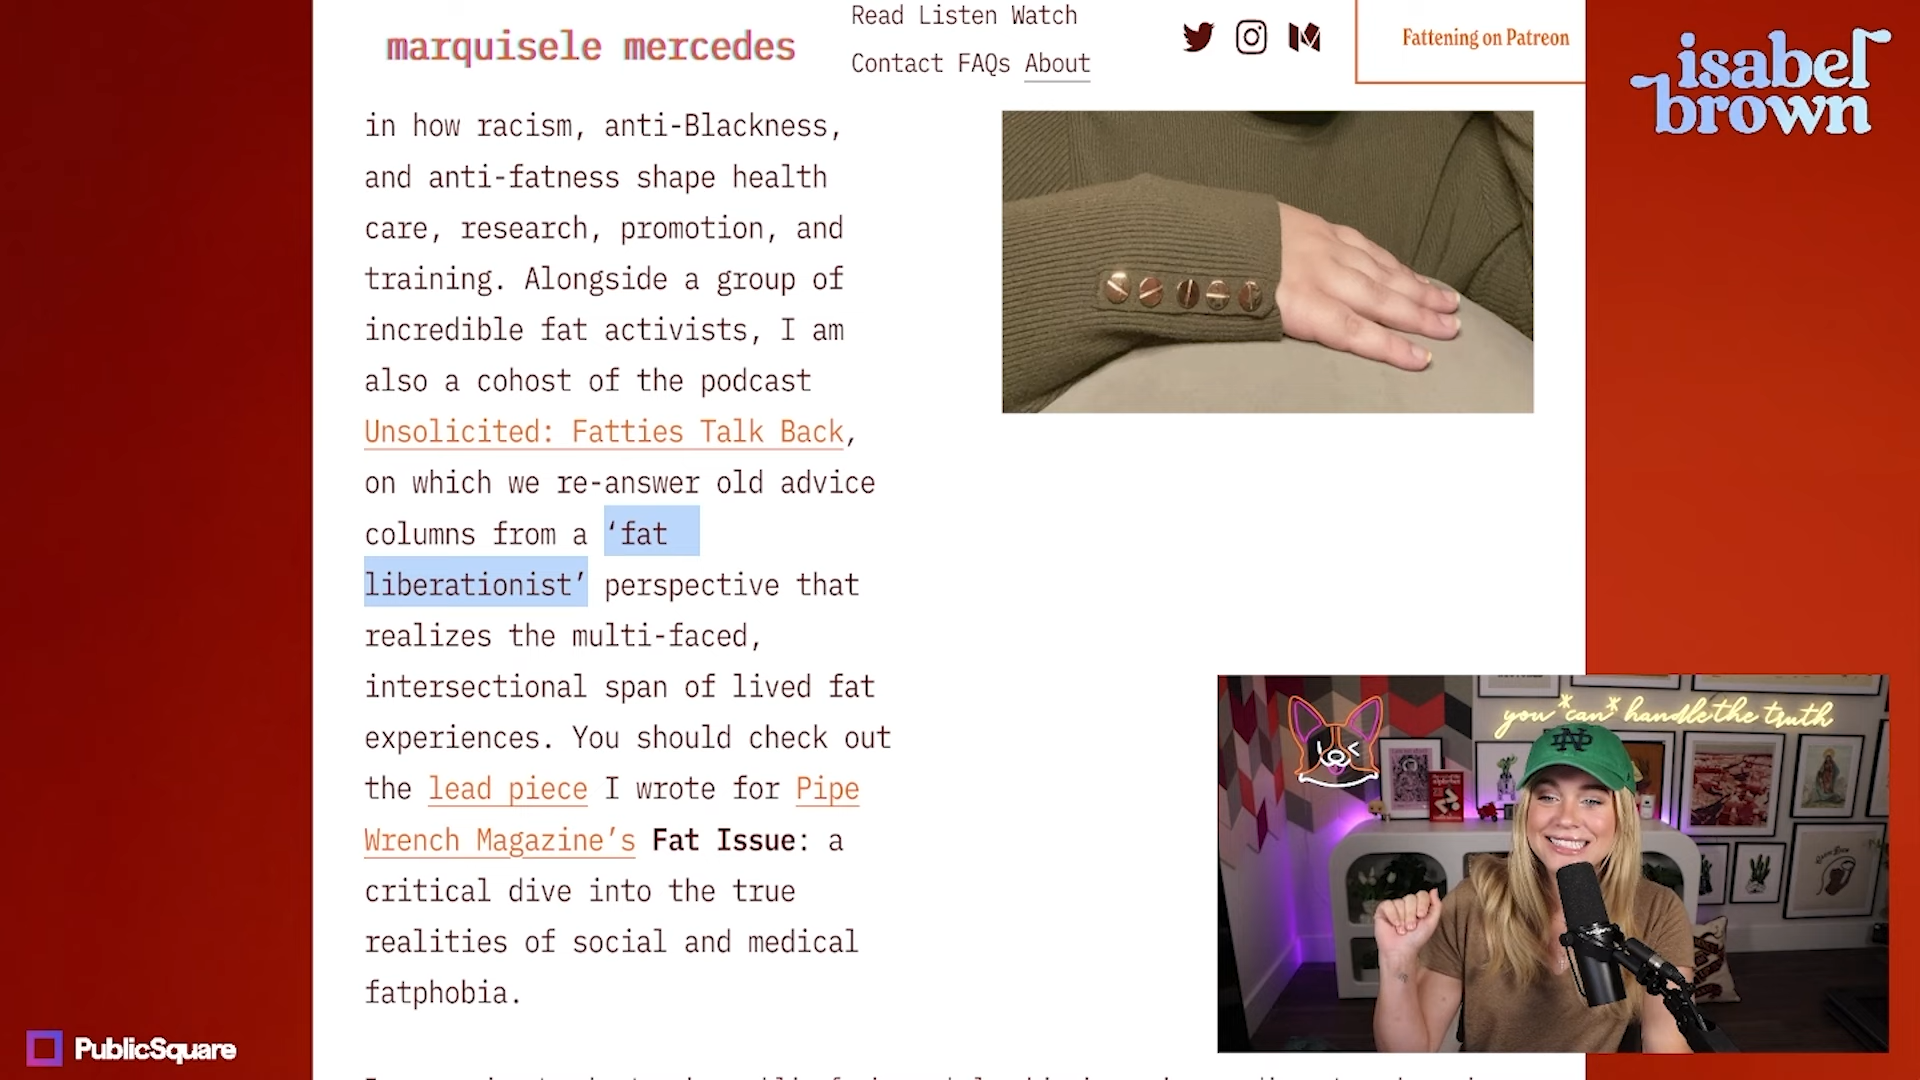 marquisele mercedes
Read Listen Watch
Contact FAQs About
Fattening on Patreon
isabel
brown
in how racism, anti-Blackness,
and anti-fatness shape health
care, research, promotion, and
training. Alongside a group of
incredible fat activists, I am
also a cohost of the podcast
Unsolicited: Fatties Talk Back,
on which we re-answer old advice
columns from a ‘fat
liberationist’ perspective that
realizes the multi-faced,
intersectional span of lived fat
experiences. You should check out
the lead piece I wrote for Pipe
Wrench Magazine’s Fat Issue: a
critical dive into the true
realities of social and medical
fatphobia.
you *can* handle the truth
PublicSquare